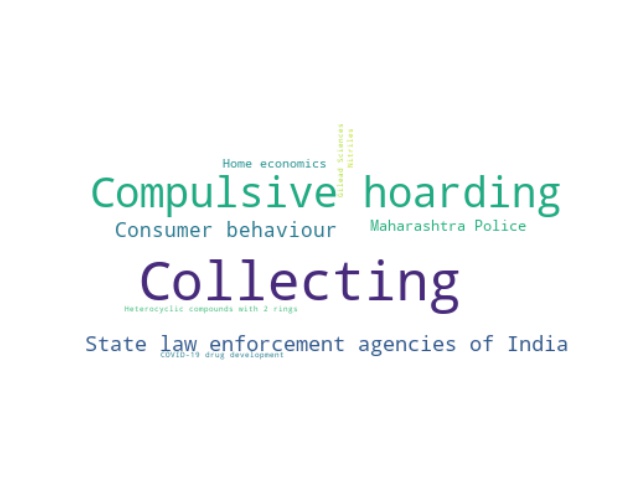 Gilead Sciences
Nitriles
Home economics
Compulsive hoarding
Consumer behaviour
Maharashtra Police
Collecting
Heterocyclic compounds with 2 rings
State law enforcement agencies of India
COVID-19 drug development